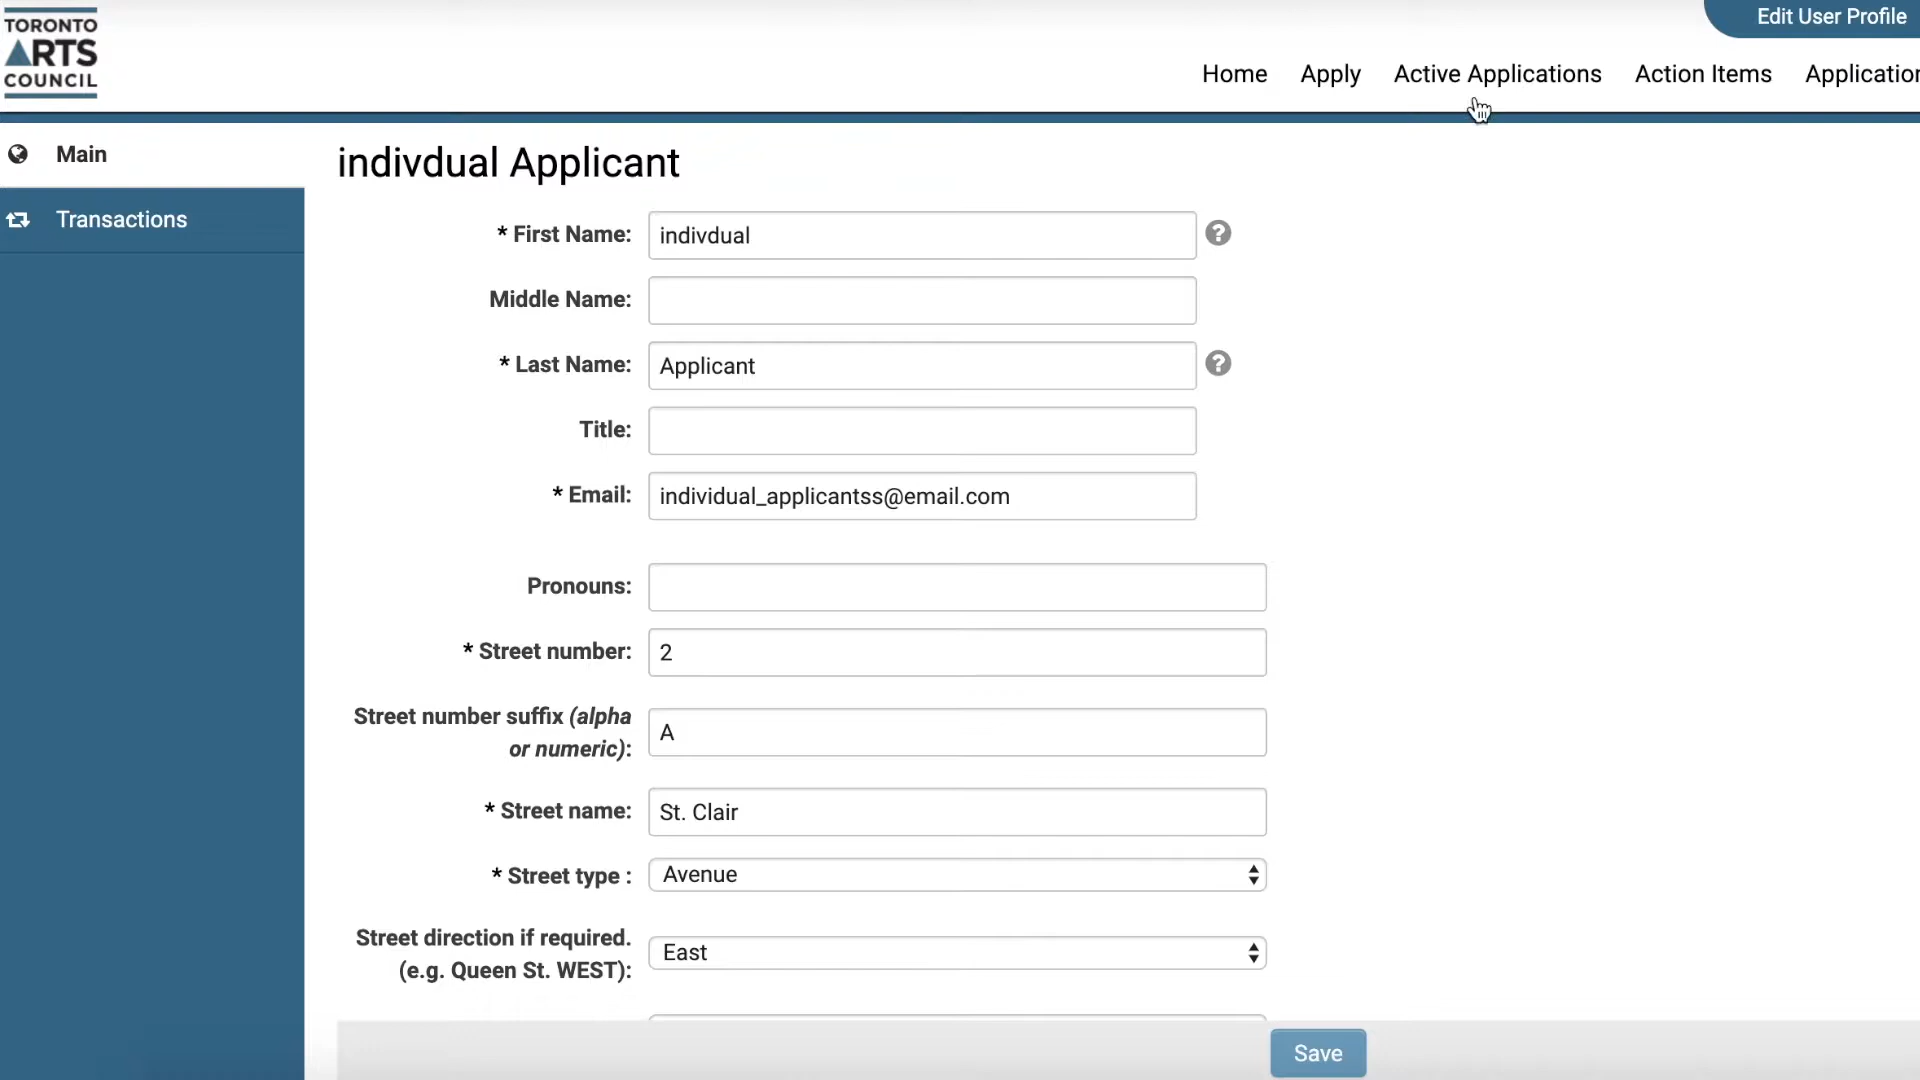 TORONTO
ARTS
COUNCIL
Edit User Profile
Home Apply Active Applications Action Items Application
Main
Transactions
indivdual Applicant
* First Name: indivdual ?
Middle Name:
* Last Name: Applicant ?
Title:
* Email: individual_applicantss@email.com
Pronouns:
* Street number: 2
Street number suffix (alpha
or numeric): A
* Street name: St. Clair
* Street type : Avenue
Street direction if required.
(e.g. Queen St. WEST): East
Save